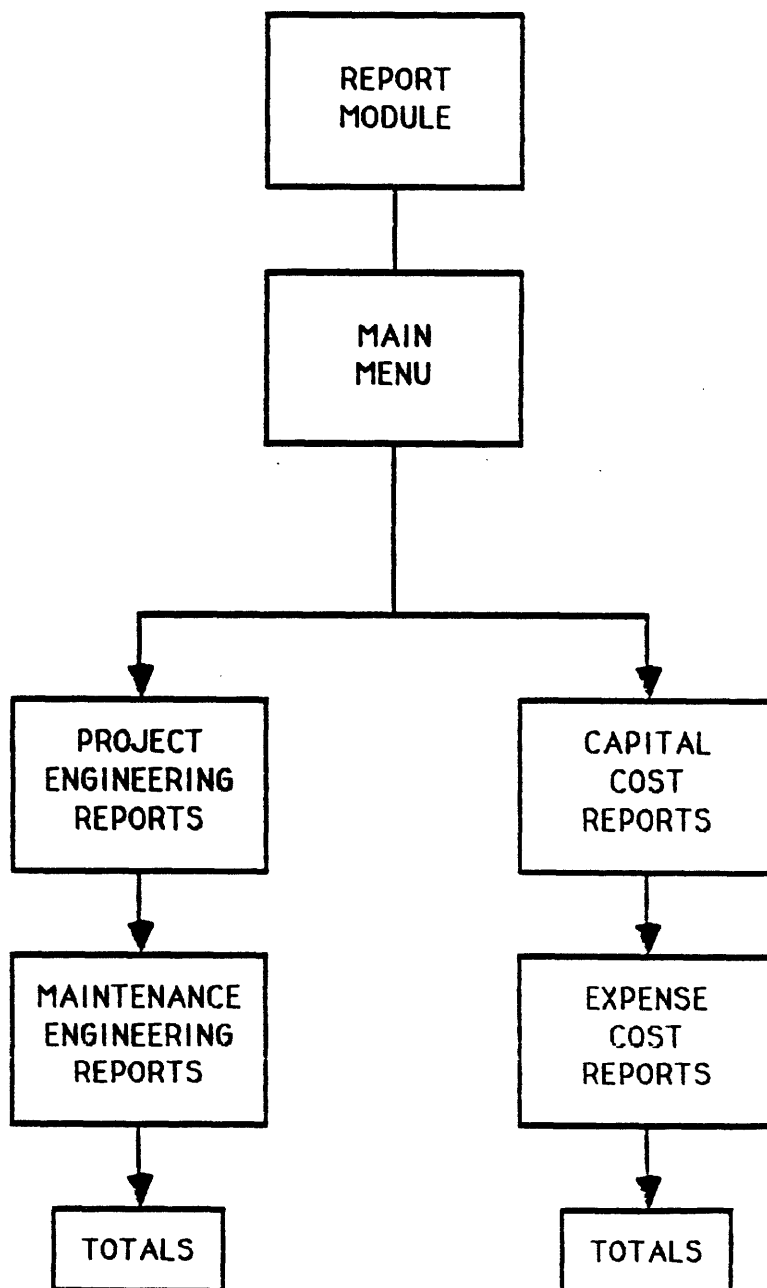 REPORT
MODULE
MAIN
MENU
PROJECT
ENGINEERING
REPORTS
CAPITAL
COST
REPORTS
MAINTENANCE
ENGINEERING
REPORTS
EXPENSE
COST
REPORTS
TOTALS
TOTALS